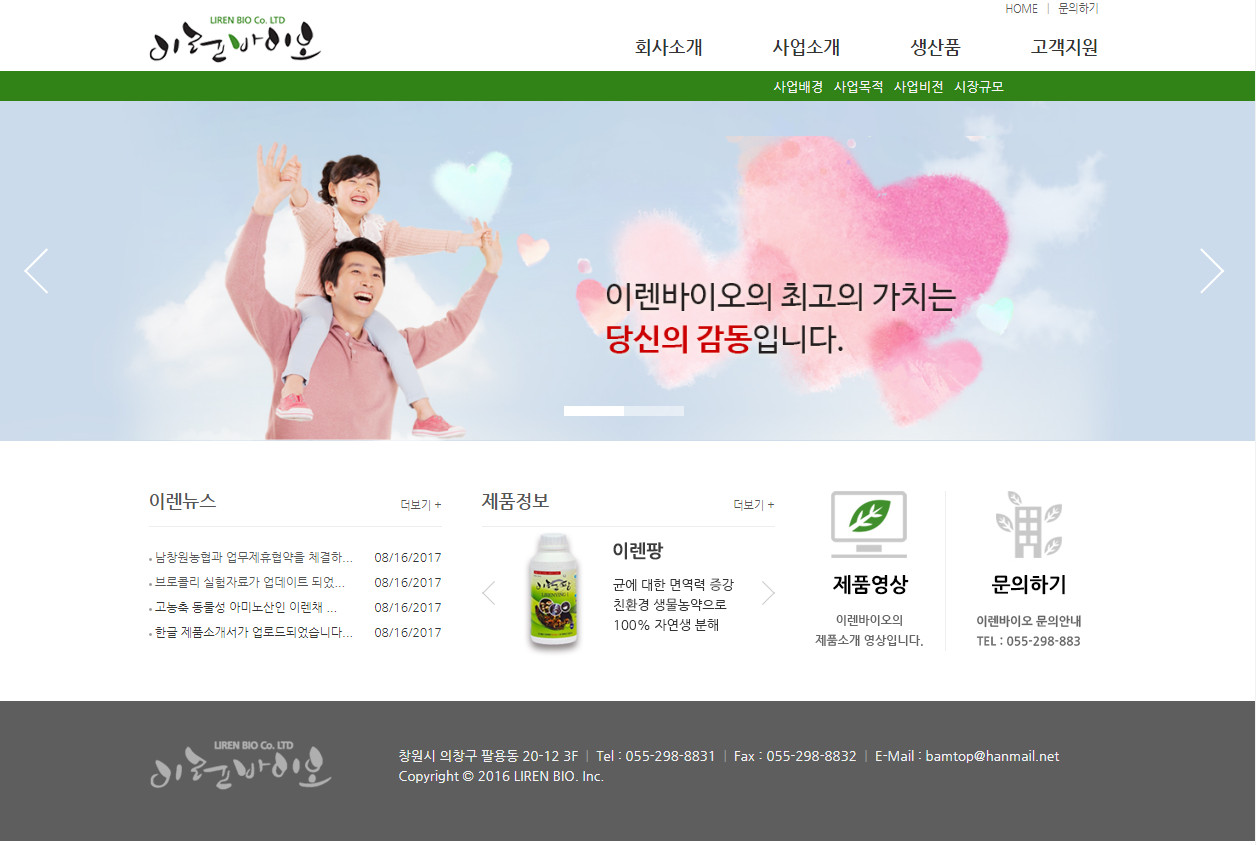 HOME | 문의하기
LIREN BIO Co. LTD
이렌바이오
회사소개 사업소개 생산품 고객지원
사업배경 사업목적 사업비전 시장규모
이렌바이오의 최고의 가치는
당신의 감동입니다.
이렌뉴스 더보기 +
남창원농협과 업무제휴협약을 체결하... 08/16/2017
브로콜리 실험자료가 업데이트 되었... 08/16/2017
고농축 동물성 아미노산인 이렌채 ... 08/16/2017
한글 제품소개서가 업로드되었습니다... 08/16/2017
제품정보 더보기 +
이렌팡
이렌팡
균에 대한 면역력 증강
친환경 생물농약으로
100% 자연생 분해
제품영상
이렌바이오의
제품소개 영상입니다.
문의하기
이렌바이오 문의안내
TEL : 055-298-883
LIREN BIO Co. LTD
이렌바이오
창원시 의창구 팔용동 20-12 3F | Tel : 055-298-8831 | Fax : 055-298-8832 | E-Mail : bamtop@hanmail.net
Copyright © 2016 LIREN BIO. Inc.